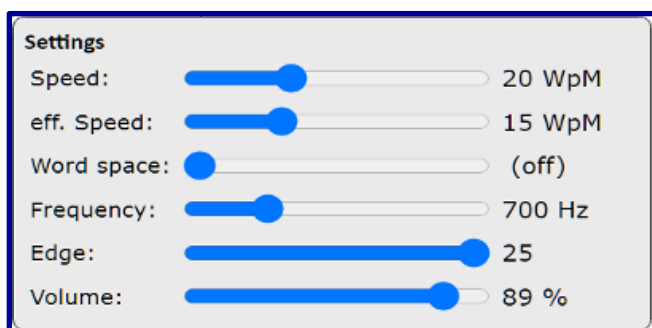 Settings
Speed: 20 WpM
eff. Speed: 15 WpM
Word space: (off)
Frequency: 700 Hz
Edge: 25
Volume: 89 %